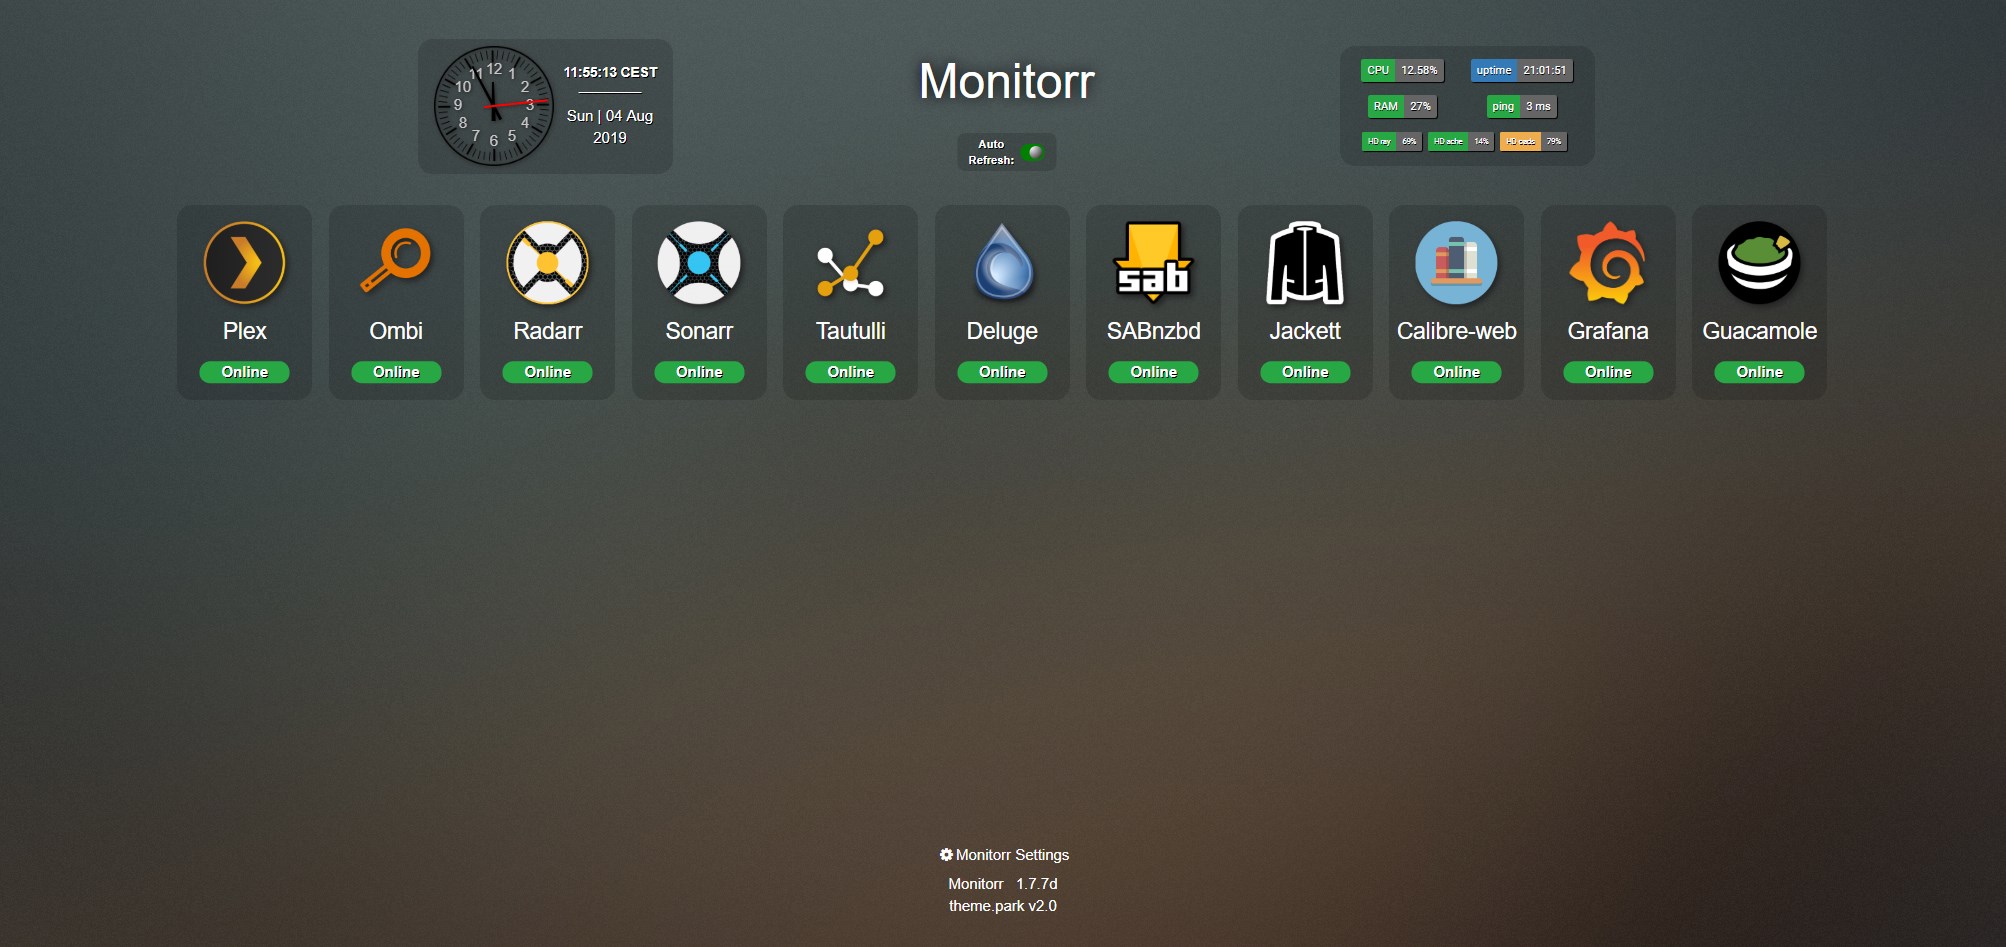 12
1
2
3
4
5
6
7
8
9
10
11
11:55:13 CEST
Sun | 04 Aug
2019
Monitorr
Auto
Refresh:
CPU 12.58%
uptime 21:01:51
RAM 27%
ping 3 ms
HD 69%
HD 14%
HD 79%
Plex
Online
Ombi
Online
Radarr
Online
Sonarr
Online
Tautulli
Online
Deluge
Online
sab
SABnzbd
Online
Jackett
Online
Calibre-web
Online
Grafana
Online
Guacamole
Online
Monitorr Settings
Monitorr 1.7.7d
theme.park v2.0